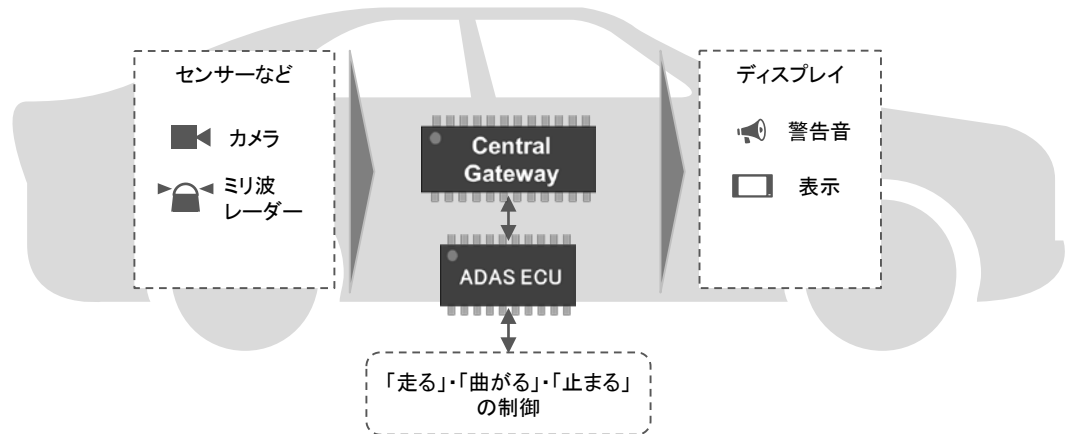 センサーなど
カメラ
ミリ波
レーダー
Central
Gateway
ADAS ECU
「走る」・「曲がる」・「止まる」
の制御
ディスプレイ
警告音
表示